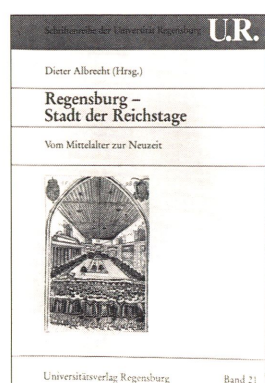 Schriftenreihe der Universität Regensburg U.R.
Dieter Albrecht (Hrsg.)
Regensburg –
Stadt der Reichstage
Vom Mittelalter zur Neuzeit
Universitätsverlag Regensburg Band 21